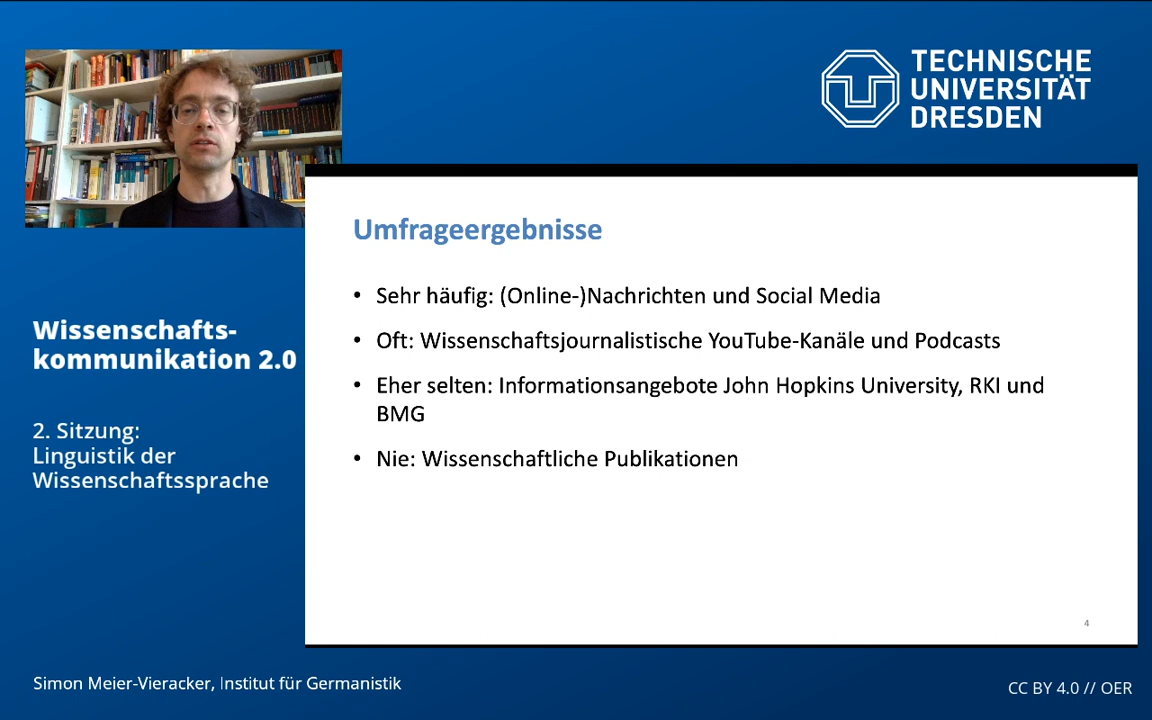 TECHNISCHE
UNIVERSITÄT
DRESDEN
Wissenschafts-
kommunikation 2.0
2. Sitzung:
Linguistik der
Wissenschaftssprache
Umfrageergebnisse
• Sehr häufig: (Online-)Nachrichten und Social Media
• Oft: Wissenschaftsjournalistische YouTube-Kanäle und Podcasts
• Eher selten: Informationsangebote John Hopkins University, RKI und
BMG
• Nie: Wissenschaftliche Publikationen
4
Simon Meier-Vieracker, Institut für Germanistik
CC BY 4.0 // OER